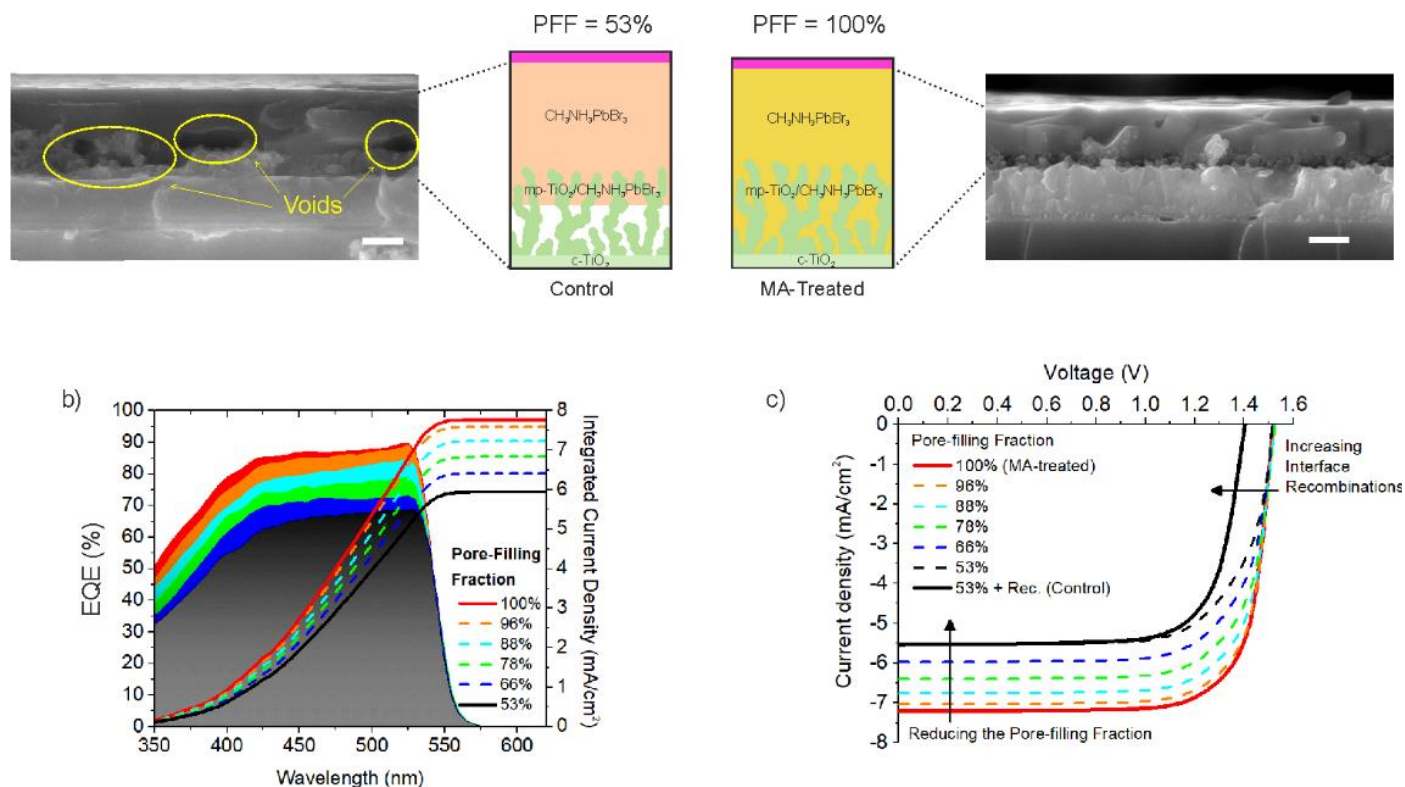 PFF = 53%
PFF = 100%
Voids
CH₃NH₃PbBr₃
mp-TiO₂/CH₃NH₃PbBr₃
c-TiO₂
Control
CH₃NH₃PbBr₃
mp-TiO₂/CH₃NH₃PbBr₃
c-TiO₂
MA-Treated
b)
EQE (%)
100
90
80
70
60
50
40
30
20
10
0
350
400
450
500
550
600
Wavelength (nm)
Integrated Current Density (mA/cm²)
8
7
6
5
4
3
2
1
0
Pore-Filling
Fraction
100%
96%
88%
78%
66%
53%
c)
Voltage (V)
0.0
0.2
0.4
0.6
0.8
1.0
1.2
1.4
1.6
Current density (mA/cm²)
0
-1
-2
-3
-4
-5
-6
-7
-8
Pore-filling Fraction
100% (MA-treated)
96%
88%
78%
66%
53%
53% + Rec. (Control)
Increasing
Interface
Recombinations
Reducing the Pore-filling Fraction